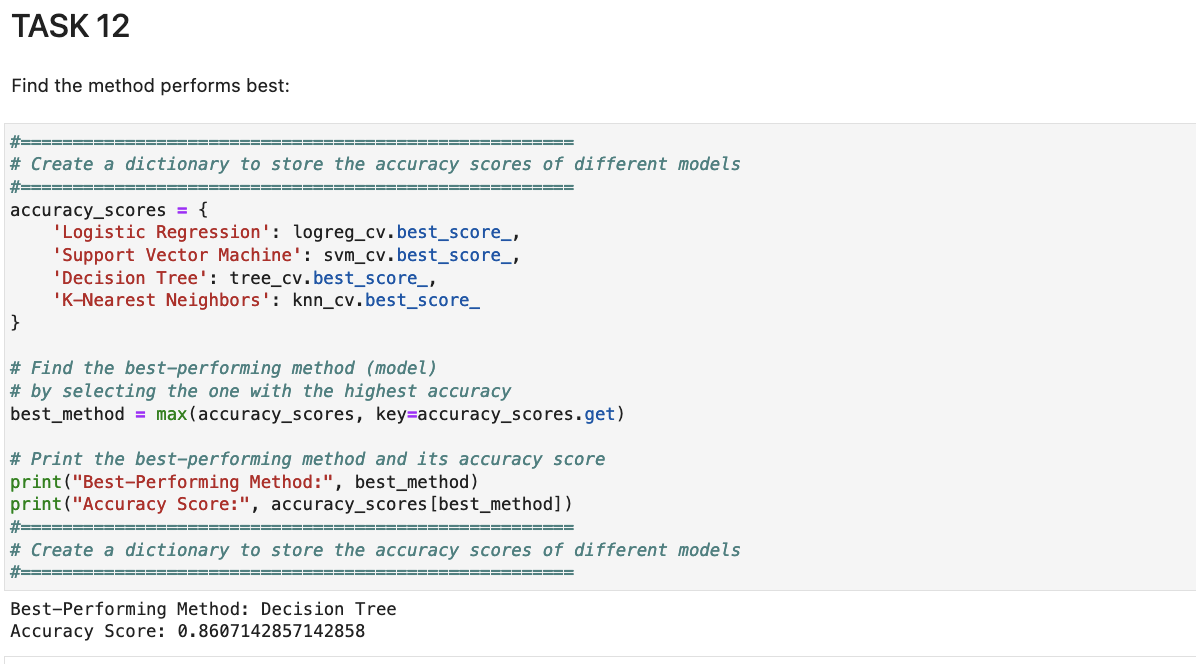 TASK 12
Find the method performs best:
#=====================================================
# Create a dictionary to store the accuracy scores of different models
#=====================================================
accuracy_scores = {
    'Logistic Regression': logreg_cv.best_score_,
    'Support Vector Machine': svm_cv.best_score_,
    'Decision Tree': tree_cv.best_score_,
    'K-Nearest Neighbors': knn_cv.best_score_
}
# Find the best-performing method (model)
# by selecting the one with the highest accuracy
best_method = max(accuracy_scores, key=accuracy_scores.get)
# Print the best-performing method and its accuracy score
print("Best-Performing Method:", best_method)
print("Accuracy Score:", accuracy_scores[best_method])
#=====================================================
# Create a dictionary to store the accuracy scores of different models
#=====================================================
Best-Performing Method: Decision Tree
Accuracy Score: 0.8607142857142858